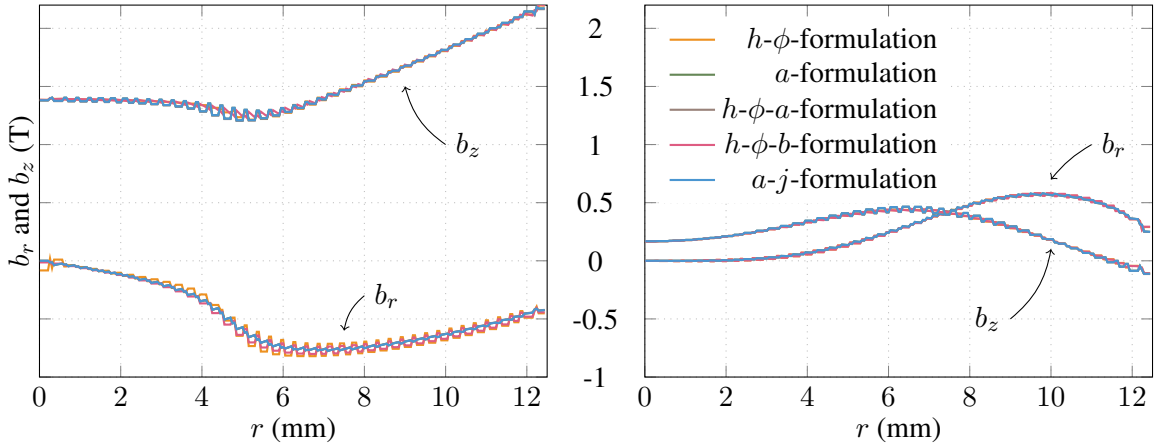 b_r and b_z (T)
b_z
b_r
0 2 4 6 8 10 12
r (mm)
2
1.5
1
0.5
0
-0.5
-1
h-ϕ-formulation
a-formulation
h-ϕ-a-formulation
h-ϕ-b-formulation
a-j-formulation
b_r
b_z
0 2 4 6 8 10 12
r (mm)